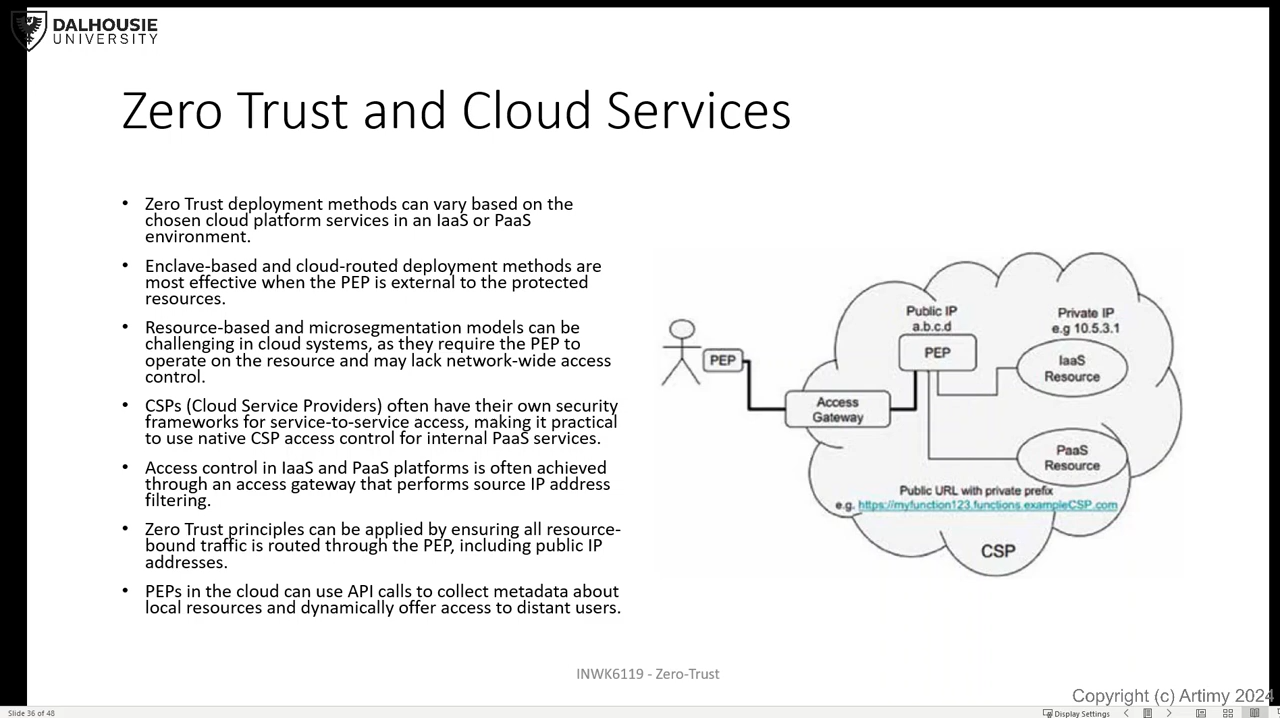 DALHOUSIE
UNIVERSITY
Zero Trust and Cloud Services
• Zero Trust deployment methods can vary based on the
chosen cloud platform services in an IaaS or PaaS
environment.
• Enclave-based and cloud-routed deployment methods are
most effective when the PEP is external to the protected
resources.
• Resource-based and microsegmentation models can be
challenging in cloud systems, as they require the PEP to
operate on the resource and may lack network-wide access
control.
• CSPs (Cloud Service Providers) often have their own security
frameworks for service-to-service access, making it practical
to use native CSP access control for internal PaaS services.
• Access control in IaaS and PaaS platforms is often achieved
through an access gateway that performs source IP address
filtering.
• Zero Trust principles can be applied by ensuring all resource-
bound traffic is routed through the PEP, including public IP
addresses.
• PEPs in the cloud can use API calls to collect metadata about
local resources and dynamically offer access to distant users.
PEP
Access
Gateway
Public IP
a.b.c.d
PEP
Private IP
e.g 10.5.3.1
IaaS
Resource
PaaS
Resource
Public URL with private prefix
e.g. https://myfunction123.functions.exampleCSP.com
CSP
INWK6119 - Zero-Trust
Copyright (c) Artimy 2024
Slide 36 of 48
Display Settings